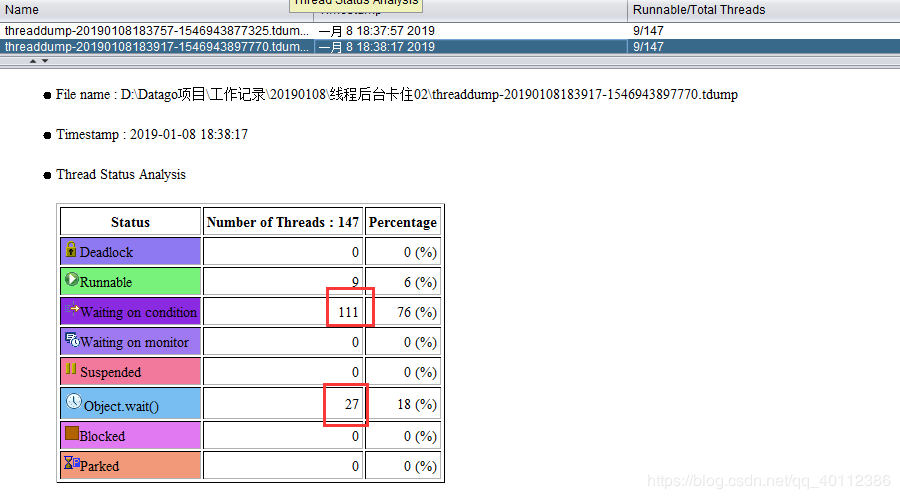 Thread Status Analysis
Name Timestamp Runnable/Total Threads
threaddump-20190108183757-1546943877325.tdum... 一月 8 18:37:57 2019 9/147
threaddump-20190108183917-1546943897770.tdum... 一月 8 18:38:17 2019 9/147
File name : D:\Datago项目\工作记录\20190108\线程后台卡住02\threaddump-20190108183917-1546943897770.tdump
Timestamp : 2019-01-08 18:38:17
Thread Status Analysis
Status Number of Threads : 147 Percentage
Deadlock 0 0 (%)
Runnable 9 6 (%)
Waiting on condition 111 76 (%)
Waiting on monitor 0 0 (%)
Suspended 0 0 (%)
Object.wait() 27 18 (%)
Blocked 0 0 (%)
Parked 0 0 (%)
https://blog.csdn.net/qq_40112386